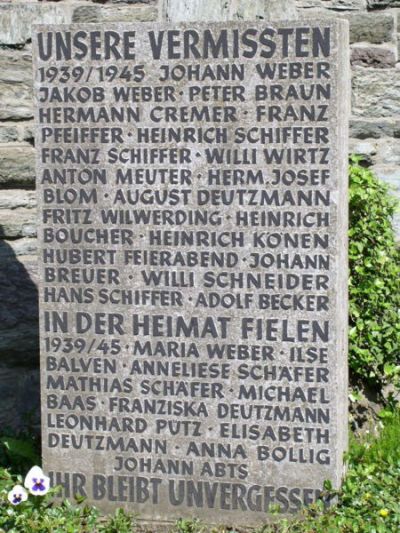 UNSERE VERMISSTEN
1939/1945 JOHANN WEBER
JAKOB WEBER · PETER BRAUN
HERMANN CREMER · FRANZ
PFEIFFER · HEINRICH SCHIFFER
FRANZ SCHIFFER · WILLI WIRTZ
ANTON MEUTER · HERM. JOSEF
BLOM · AUGUST DEUTZMANN
FRITZ WILWERDING · HEINRICH
BOUCHER · HEINRICH KÖNEN
HUBERT FEIERABEND · JOHANN
BREUER · WILLI SCHNEIDER
HANS SCHIFFER · ADOLF BECKER
IN DER HEIMAT FIELEN
1939/45 · MARIA WEBER · ILSE
BALVEN · ANNELIESE SCHÄFER
MATHIAS SCHÄFER · MICHAEL
BAAS · FRANZISKA DEUTZMANN
LEONHARD PÜTZ · ELISABETH
DEUTZMANN · ANNA BOLLIG
JOHANN ABTS
IHR BLEIBT UNVERGESSEN